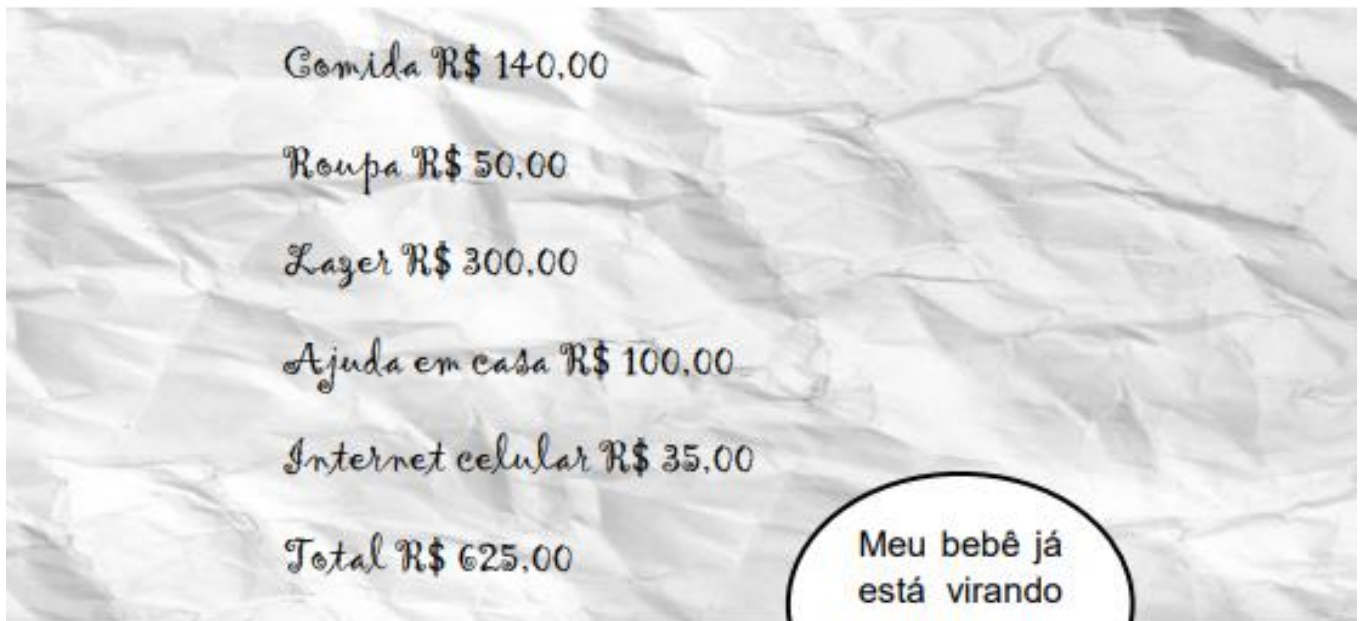 Comida R$ 140,00
Roupa R$ 50,00
Lazer R$ 300,00
Ajuda em casa R$ 100,00
Internet celular R$ 35,00
Total R$ 625,00
Meu bebê já
está virando